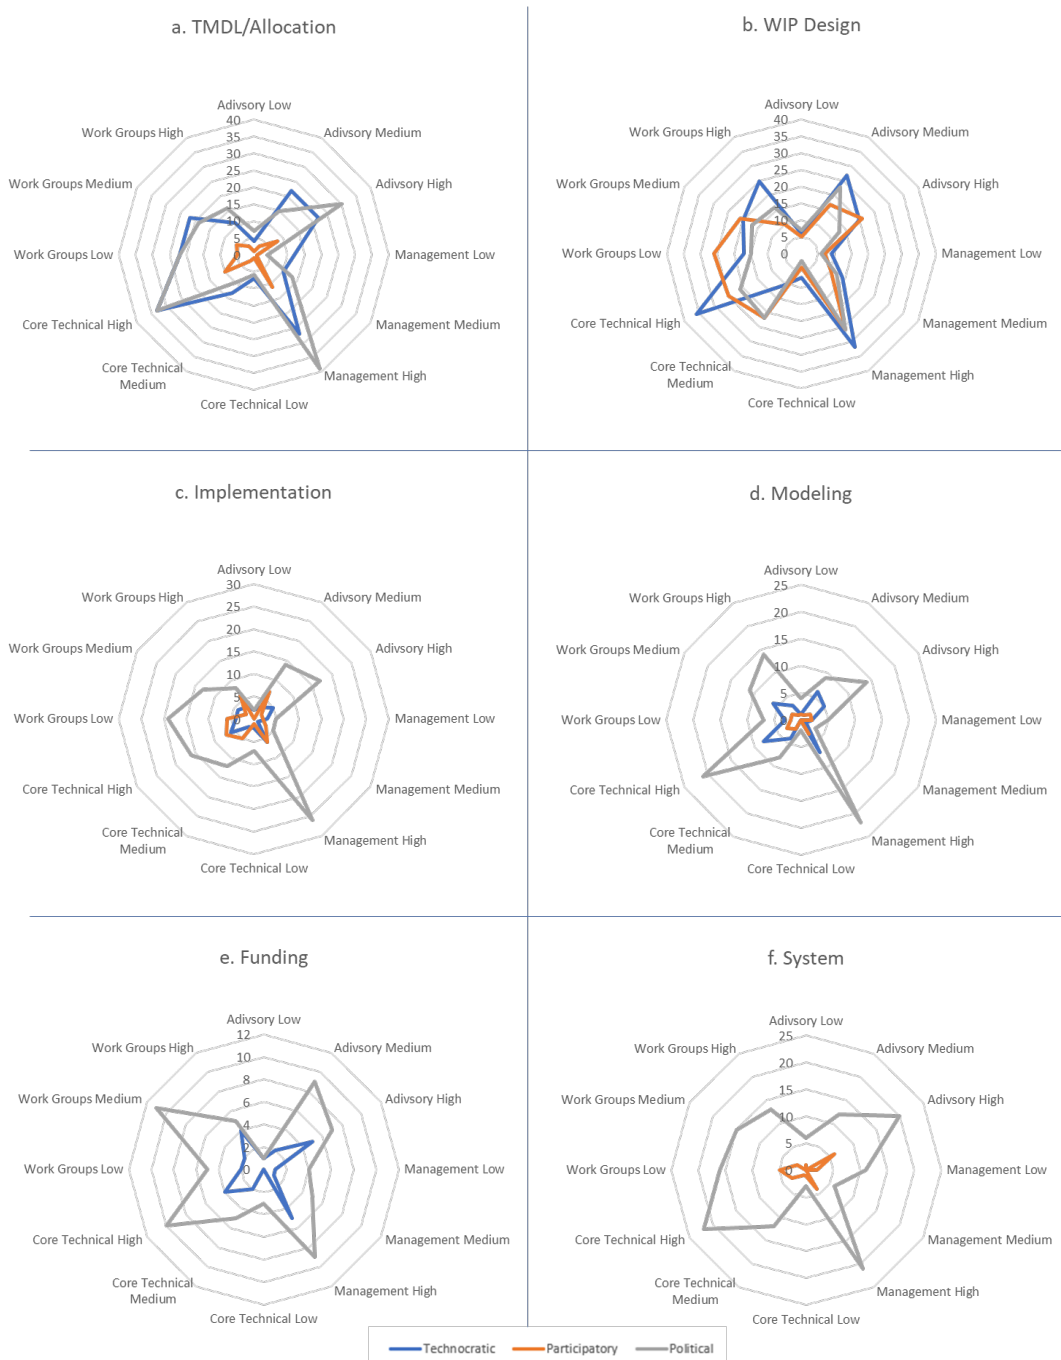 a. TMDL/Allocation
Adivsory Low
40
35
30
25
20
15
10
5
0
Adivsory Medium
Adivsory High
Management Low
Management Medium
Management High
Core Technical Low
Core Technical
Medium
Core Technical High
Work Groups Low
Work Groups Medium
Work Groups High
b. WIP Design
Adivsory Low
40
35
30
25
20
15
10
5
0
Adivsory Medium
Adivsory High
Management Low
Management Medium
Management High
Core Technical Low
Core Technical
Medium
Core Technical High
Work Groups Low
Work Groups Medium
Work Groups High
c. Implementation
Adivsory Low
30
25
20
15
10
5
0
Adivsory Medium
Adivsory High
Management Low
Management Medium
Management High
Core Technical Low
Core Technical
Medium
Core Technical High
Work Groups Low
Work Groups Medium
Work Groups High
d. Modeling
Adivsory Low
25
20
15
10
5
0
Adivsory Medium
Adivsory High
Management Low
Management Medium
Management High
Core Technical Low
Core Technical
Medium
Core Technical High
Work Groups Low
Work Groups Medium
Work Groups High
e. Funding
Adivsory Low
12
10
8
6
4
2
0
Adivsory Medium
Adivsory High
Management Low
Management Medium
Management High
Core Technical Low
Core Technical
Medium
Core Technical High
Work Groups Low
Work Groups Medium
Work Groups High
f. System
Adivsory Low
25
20
15
10
5
0
Adivsory Medium
Adivsory High
Management Low
Management Medium
Management High
Core Technical Low
Core Technical
Medium
Core Technical High
Work Groups Low
Work Groups Medium
Work Groups High
Technocratic
Participatory
Political